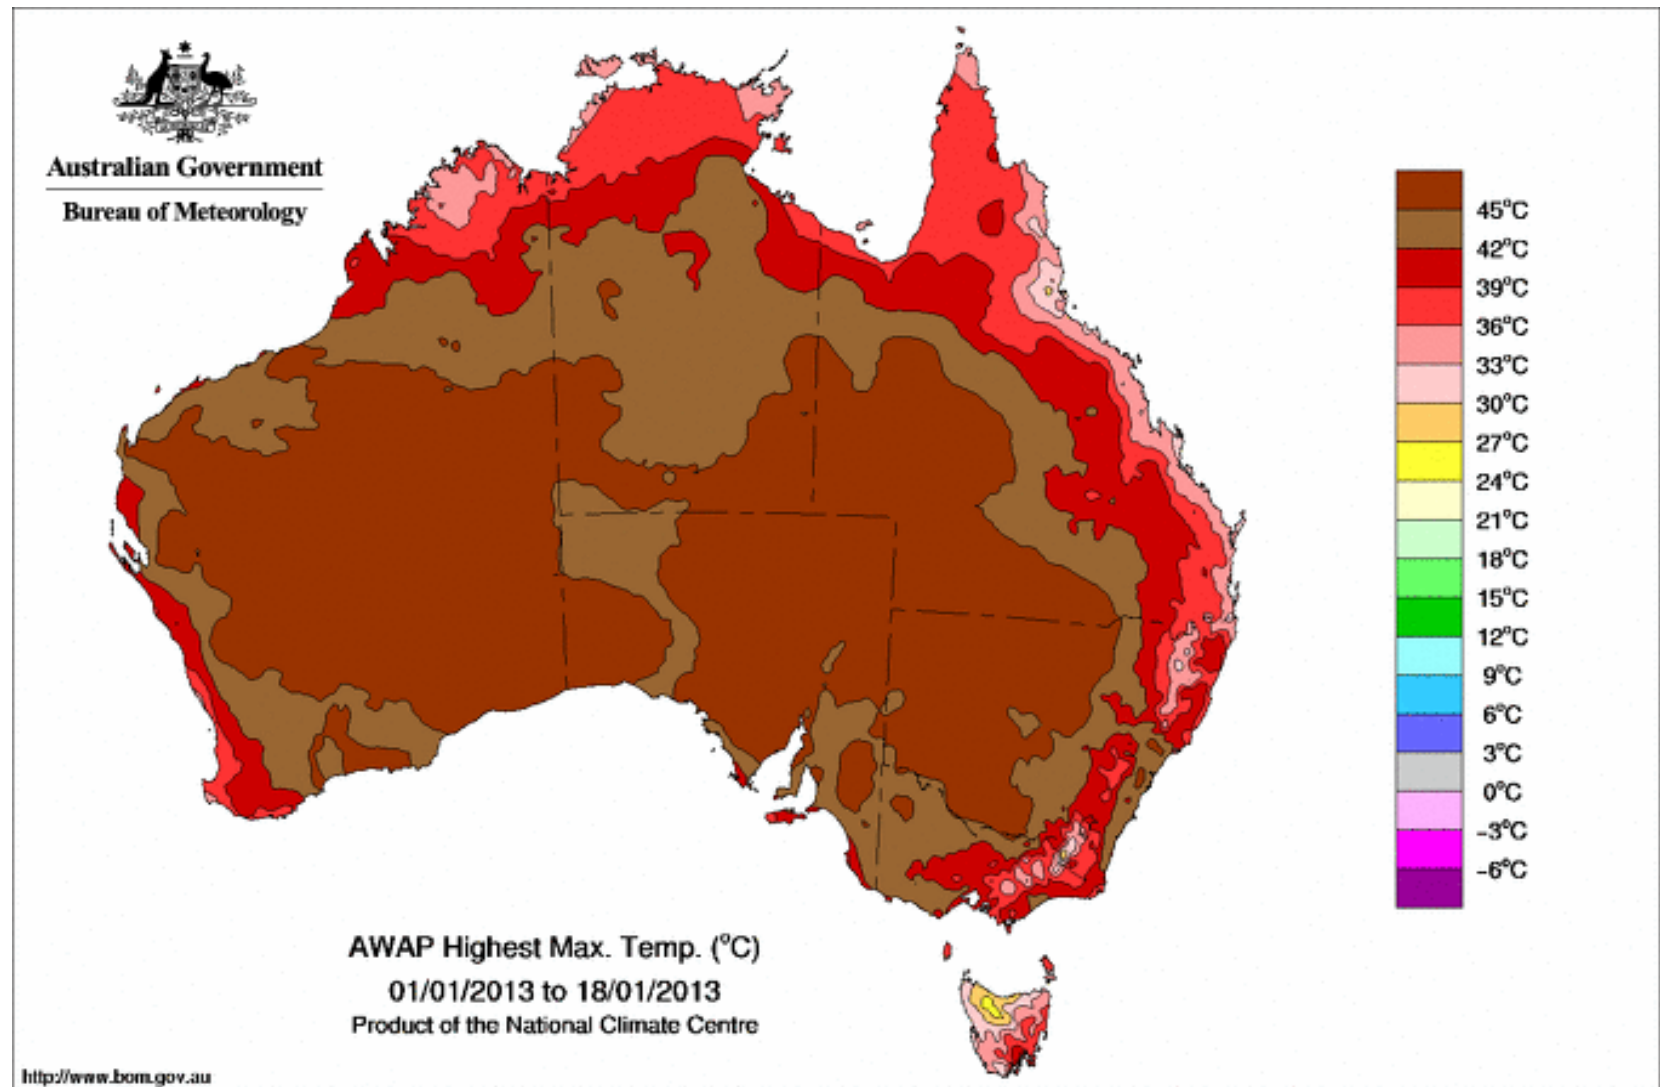 Australian Government
Bureau of Meteorology
45°C
42°C
39°C
36°C
33°C
30°C
27°C
24°C
21°C
18°C
15°C
12°C
9°C
6°C
3°C
0°C
-3°C
-6°C
AWAP Highest Max. Temp. (°C)
01/01/2013 to 18/01/2013
Product of the National Climate Centre
http://www.bom.gov.au